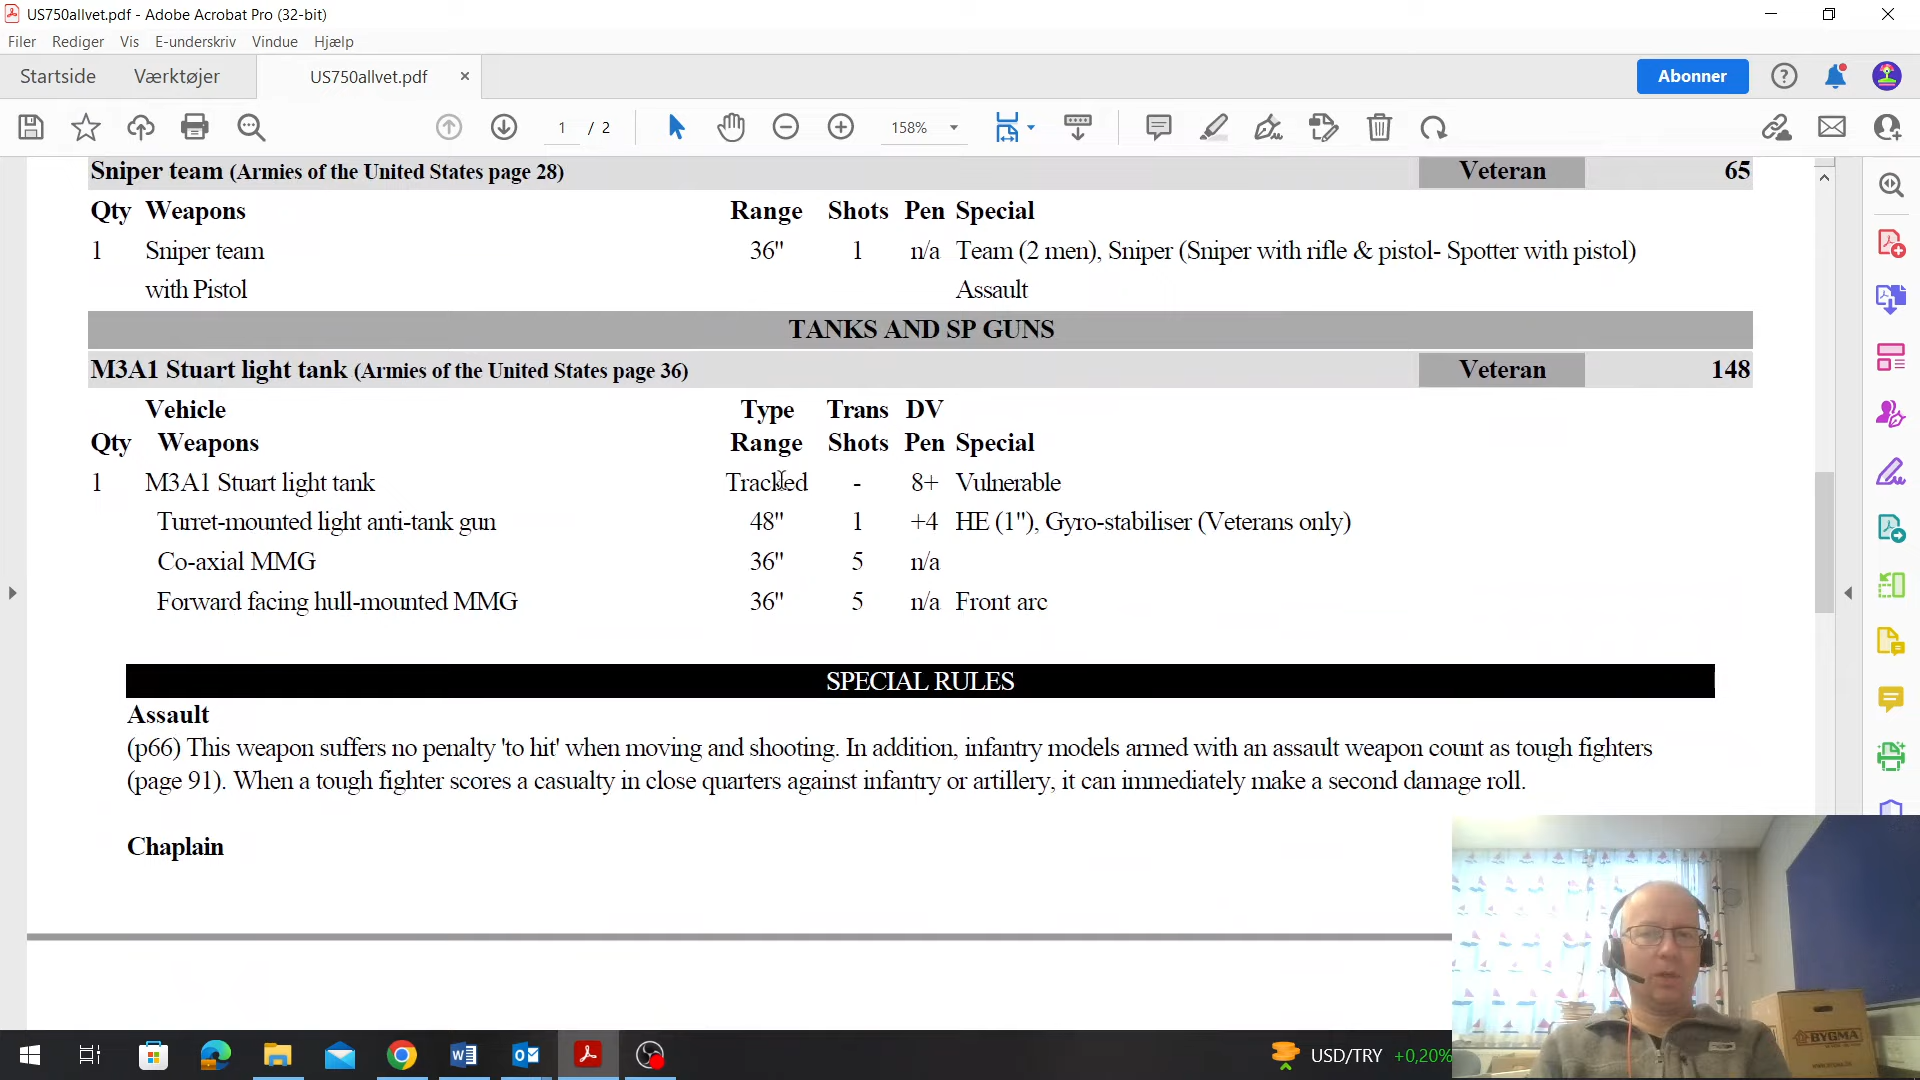 US750allvet.pdf - Adobe Acrobat Pro (32-bit)
Filer Rediger Vis E-underskriv Vindue Hjælp
Startside Værktøjer US750allvet.pdf Abonner
1 / 2 158%
Sniper team (Armies of the United States page 28) Veteran 65
Qty Weapons Range Shots Pen Special
1 Sniper team 36" 1 n/a Team (2 men), Sniper (Sniper with rifle & pistol- Spotter with pistol)
with Pistol Assault
TANKS AND SP GUNS
M3A1 Stuart light tank (Armies of the United States page 36) Veteran 148
Vehicle Type Trans DV
Qty Weapons Range Shots Pen Special
1 M3A1 Stuart light tank Tracked - 8+ Vulnerable
Turret-mounted light anti-tank gun 48" 1 +4 HE (1"), Gyro-stabiliser (Veterans only)
Co-axial MMG 36" 5 n/a
Forward facing hull-mounted MMG 36" 5 n/a Front arc
SPECIAL RULES
Assault
(p66) This weapon suffers no penalty 'to hit' when moving and shooting. In addition, infantry models armed with an assault weapon count as tough fighters
(page 91). When a tough fighter scores a casualty in close quarters against infantry or artillery, it can immediately make a second damage roll.
Chaplain
BYGMA
USD/TRY +0,20%